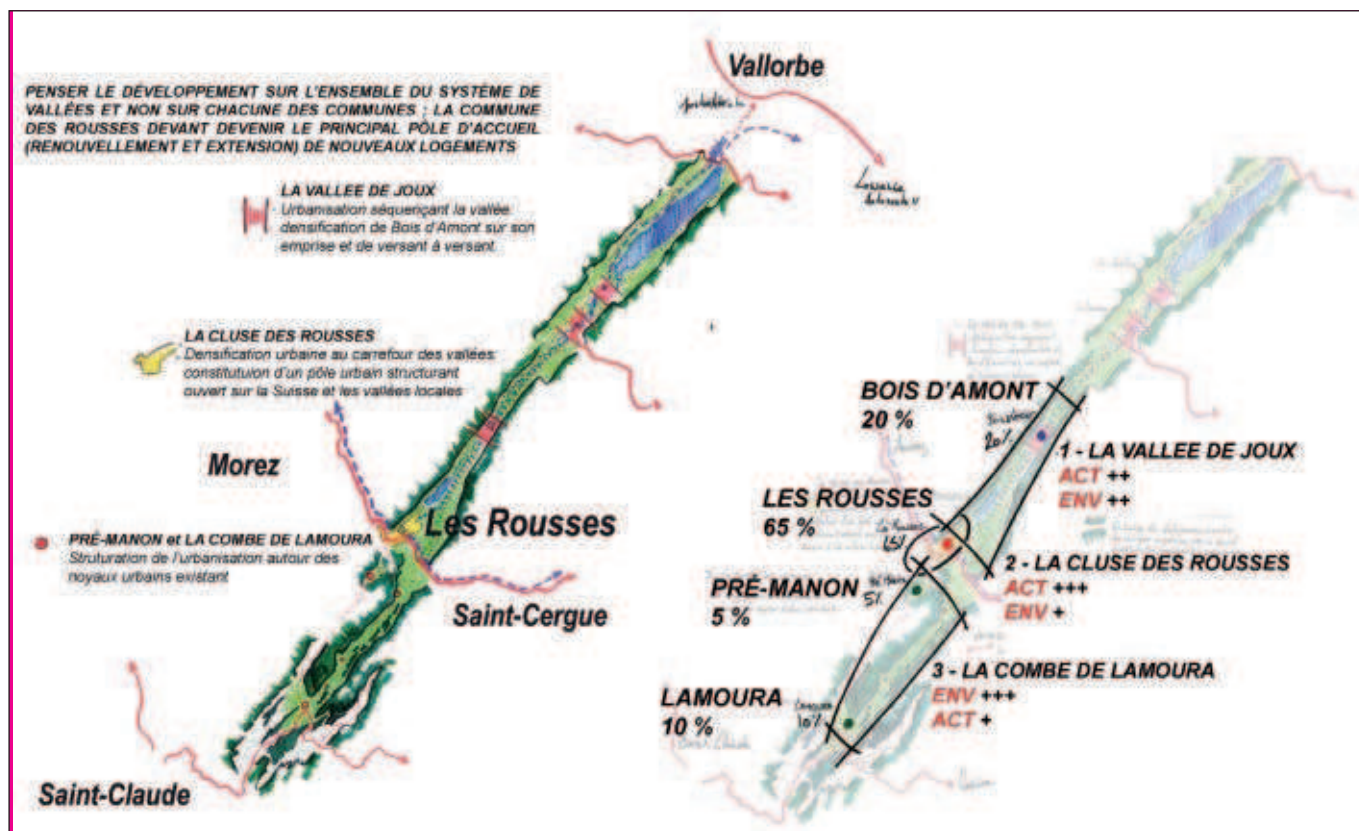 PENSER LE DÉVELOPPEMENT SUR L'ENSEMBLE DU SYSTÈME DE
VALLÉES ET NON SUR CHACUNE DES COMMUNES ; LA COMMUNE
DES ROUSSES DEVANT DEVENIR LE PRINCIPAL PÔLE D'ACCUEIL
(RENOUVELLEMENT ET EXTENSION) DE NOUVEAUX LOGEMENTS
Vallorbe
LA VALLEE DE JOUX
Urbanisation séquençant la vallée
densification de Bois d'Amont sur son
emprise et de versant à versant
LA CLUSE DES ROUSSES
Densification urbaine au carrefour des vallées
constitutuion d'un pôle urbain structurant
ouvert sur la Suisse et les vallées locales
Morez
Les Rousses
PRÉ-MANON et LA COMBE DE LAMOURA
Struturation de l'urbanisation autour des
noyaux urbains existant
Saint-Cergue
Saint-Claude
BOIS D'AMONT
20 %
20%
1 - LA VALLEE DE JOUX
ACT ++
ENV ++
LES ROUSSES
65 %
65%
2 - LA CLUSE DES ROUSSES
ACT +++
ENV +
PRÉ-MANON
5 %
5%
3 - LA COMBE DE LAMOURA
ENV +++
ACT +
LAMOURA
10 %
Lamoura
10%